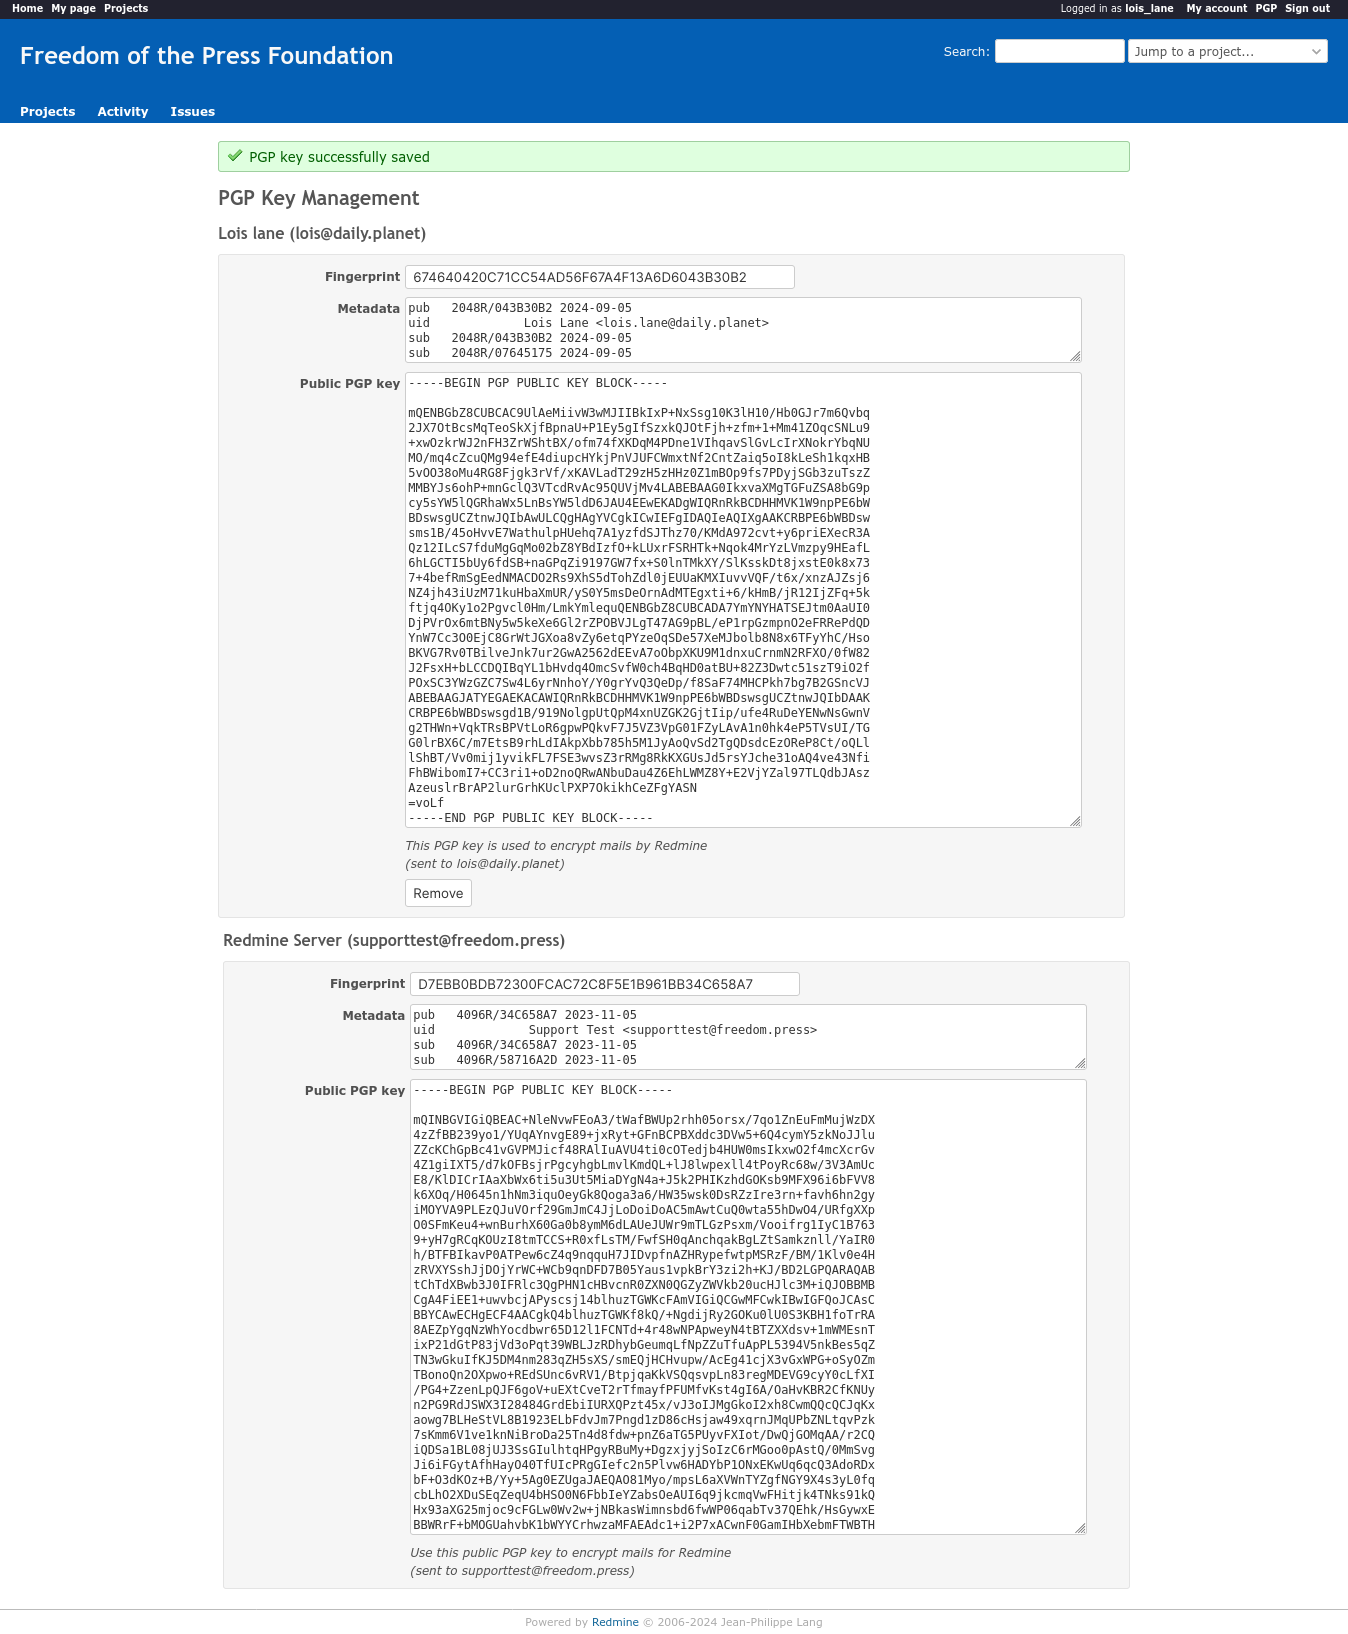 Home My page Projects
Logged in as lois_lane My account PGP Sign out
Freedom of the Press Foundation
Search: Jump to a project...
Projects Activity Issues
PGP key successfully saved
PGP Key Management
Lois lane (lois@daily.planet)
Fingerprint 674640420C71CC54AD56F67A4F13A6D6043B30B2
Metadata
pub   2048R/043B30B2 2024-09-05
uid             Lois Lane <lois.lane@daily.planet>
sub   2048R/043B30B2 2024-09-05
sub   2048R/07645175 2024-09-05
Public PGP key
-----BEGIN PGP PUBLIC KEY BLOCK-----
mQENBGbZ8CUBCAC9UlAeMiivW3wMJIIBkIxP+NxSsg10K3lH10/Hb0GJr7m6Qvbq
2JX7OtBcsMqTeoSkXjfBpnaU+P1Ey5gIfSzxkQJOtFjh+zfm+1+Mm41ZOqcSNLu9
+xwOzkrWJ2nFH3ZrWShtBX/ofm74fXKDqM4PDne1VIhqavSlGvLcIrXNokrYbqNU
MO/mq4cZcuQMg94efE4diupcHYkjPnVJUFCWmxtNf2CntZaiq5oI8kLeSh1kqxHB
5vOO38oMu4RG8Fjgk3rVf/xKAVLadT29zH5zHHz0Z1mBOp9fs7PDyjSGb3zuTszZ
MMBYJs6ohP+mnGclQ3VTcdRvAc95QUVjMv4LABEBAAG0IkxvaXMgTGFuZSA8bG9p
cy5sYW5lQGRhaWx5LnBsYW5ldD6JAU4EEwEKADgWIQRnRkBCDHHMVK1W9npPE6bW
BDswsgUCZtnwJQIbAwULCQgHAgYVCgkICwIEFgIDAQIeAQIXgAAKCRBPE6bWBDsw
sms1B/45oHvvE7WathulpHUehq7A1yzfdSJThz70/KMdA972cvt+y6priEXecR3A
Qz12ILcS7fduMgGqMo02bZ8YBdIzfO+kLUxrFSRHTk+Nqok4MrYzLVmzpy9HEafL
6hLGCTI5bUy6fdSB+naGPqZi9197GW7fx+S0lnTMkXY/SlKsskDt8jxstE0k8x73
7+4befRmSgEedNMACDO2Rs9XhS5dTohZdl0jEUUaKMXIuvvVQF/t6x/xnzAJZsj6
NZ4jh43iUzM71kuHbaXmUR/yS0Y5msDeOrnAdMTEgxti+6/kHmB/jR12IjZFq+5k
ftjq4OKy1o2Pgvcl0Hm/LmkYmlequQENBGbZ8CUBCADA7YmYNYHATSEJtm0AaUI0
DjPVrOx6mtBNy5w5keXe6Gl2rZPOBVJLgT47AG9pBL/eP1rpGzmpnO2eFRRePdQD
YnW7Cc3O0EjC8GrWtJGXoa8vZy6etqPYzeOqSDe57XeMJbolb8N8x6TFyYhC/Hso
BKVG7Rv0TBilveJnk7ur2GwA2562dEEvA7oObpXKU9M1dnxuCrnmN2RFXO/0fW82
J2FsxH+bLCCDQIBqYL1bHvdq4OmcSvfW0ch4BqHD0atBU+82Z3Dwtc51szT9iO2f
POxSC3YWzGZC7Sw4L6yrNnhoY/Y0grYvQ3QeDp/f8SaF74MHCPkh7bg7B2GSncVJ
ABEBAAGJATYEGAEKACAWIQRnRkBCDHHMVK1W9npPE6bWBDswsgUCZtnwJQIbDAAK
CRBPE6bWBDswsgd1B/919NolgpUtQpM4xnUZGK2GjtIip/ufe4RuDeYENwNsGwnV
g2THWn+VqkTRsBPVtLoR6gpwPQkvF7J5VZ3VpG01FZyLAvA1n0hk4eP5TVsUI/TG
G0lrBX6C/m7EtsB9rhLdIAkpXbb785h5M1JyAoQvSd2TgQDsdcEzOReP8Ct/oQLl
lShBT/Vv0mij1yvikFL7FSE3wvsZ3rRMg8RkKXGUsJd5rsYJche31oAQ4ve43Nfi
FhBWibomI7+CC3ri1+oD2noQRwANbuDau4Z6EhLWMZ8Y+E2VjYZal97TLQdbJAsz
AzeuslrBrAP2lurGrhKUclPXP7OkikhCeZFgYASN
=voLf
-----END PGP PUBLIC KEY BLOCK-----
This PGP key is used to encrypt mails by Redmine
(sent to lois@daily.planet)
Remove
Redmine Server (supporttest@freedom.press)
Fingerprint D7EBB0BDB72300FCAC72C8F5E1B961BB34C658A7
Metadata
pub   4096R/34C658A7 2023-11-05
uid             Support Test <supporttest@freedom.press>
sub   4096R/34C658A7 2023-11-05
sub   4096R/58716A2D 2023-11-05
Public PGP key
-----BEGIN PGP PUBLIC KEY BLOCK-----
mQINBGVIGiQBEAC+NleNvwFEoA3/tWafBWUp2rhh05orsx/7qo1ZnEuFmMujWzDX
4zZfBB239yo1/YUqAYnvgE89+jxRyt+GFnBCPBXddc3DVw5+6Q4cymY5zkNoJJlu
ZZcKChGpBc41vGVPMJicf48RAlIuAVU4ti0cOTedjb4HUW0msIkxwO2f4mcXcrGv
4Z1giIXT5/d7kOFBsjrPgcyhgbLmvlKmdQL+lJ8lwpexll4tPoyRc68w/3V3AmUc
E8/KlDICrIAaXbWx6ti5u3Ut5MiaDYgN4a+J5k2PHIKzhdGOKsb9MFX96i6bFVV8
k6XOq/H0645n1hNm3iquOeyGk8Qoga3a6/HW35wsk0DsRZzIre3rn+favh6hn2gy
iMOYVA9PLEzQJuVOrf29GmJmC4JjLoDoiDoAC5mAwtCuQ0wta55hDwO4/URfgXXp
O0SFmKeu4+wnBurhX60Ga0b8ymM6dLAUeJUWr9mTLGzPsxm/Vooifrg1IyC1B763
9+yH7gRCqKOUzI8tmTCCS+R0xfLsTM/FwfSH0qAnchqakBgLZtSamkznll/YaIR0
h/BTFBIkavP0ATPew6cZ4q9nqquH7JIDvpfnAZHRypefwtpMSRzF/BM/1Klv0e4H
zRVXYSshJjDOjYrWC+WCb9qnDFD7B05Yaus1vpkBrY3zi2h+KJ/BD2LGPQARAQAB
tChTdXBwb3J0IFRlc3QgPHN1cHBvcnR0ZXN0QGZyZWVkb20ucHJlc3M+iQJOBBMB
CgA4FiEE1+uwvbcjAPyscsj14blhuzTGWKcFAmVIGiQCGwMFCwkIBwIGFQoJCAsC
BBYCAwECHgECF4AACgkQ4blhuzTGWKf8kQ/+NgdijRy2GOKu0lU0S3KBH1foTrRA
8AEZpYgqNzWhYocdbwr65D12l1FCNTd+4r48wNPApweyN4tBTZXXdsv+1mWMEsnT
ixP21dGtP83jVd3oPqt39WBLJzRDhybGeumqLfNpZZuTfuApPL5394V5nkBes5qZ
TN3wGkuIfKJ5DM4nm283qZH5sXS/smEQjHCHvupw/AcEg41cjX3vGxWPG+oSyOZm
TBonoQn2OXpwo+REdSUnc6vRV1/BtpjqaKkVSQqsvpLn83regMDEVG9cyY0cLfXI
/PG4+ZzenLpQJF6goV+uEXtCveT2rTfmayfPFUMfvKst4gI6A/OaHvKBR2CfKNUy
n2PG9RdJSWX3I28484GrdEbiIURXQPzt45x/vJ3oIJMgGkoI2xh8CwmQQcQCJqKx
aowg7BLHeStVL8B1923ELbFdvJm7Pngd1zD86cHsjaw49xqrnJMqUPbZNLtqvPzk
7sKmm6V1ve1knNiBroDa25Tn4d8fdw+pnZ6aTG5PUyvFXIot/DwQjGOMqAA/r2CQ
iQDSa1BL08jUJ3SsGIulhtqHPgyRBuMy+DgzxjyjSoIzC6rMGoo0pAstQ/0MmSvg
Ji6iFGytAfhHayO40TfUIcPRgGIefc2n5Plvw6HADYbP1ONxEKwUq6qcQ3AdoRDx
bF+O3dKOz+B/Yy+5Ag0EZUgaJAEQAO81Myo/mpsL6aXVWnTYZgfNGY9X4s3yL0fq
cbLhO2XDuSEqZeqU4bHSO0N6FbbIeYZabsOeAUI6q9jkcmqVwFHitjk4TNks91kQ
Hx93aXG25mjoc9cFGLw0Wv2w+jNBkasWimnsbd6fwWP06qabTv37QEhk/HsGywxE
BBWRrF+bMOGUahvbK1bWYYCrhwzaMFAEAdc1+i2P7xACwnF0GamIHbXebmFTWBTH
Use this public PGP key to encrypt mails for Redmine
(sent to supporttest@freedom.press)
Powered by Redmine © 2006-2024 Jean-Philippe Lang